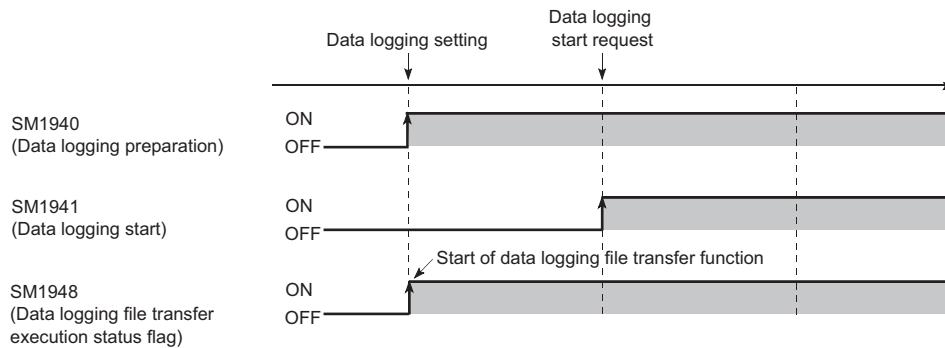 Data logging
start request
Data logging setting
SM1940
(Data logging preparation)
ON
OFF
SM1941
(Data logging start)
ON
OFF
Start of data logging file transfer function
SM1948
(Data logging file transfer
execution status flag)
ON
OFF